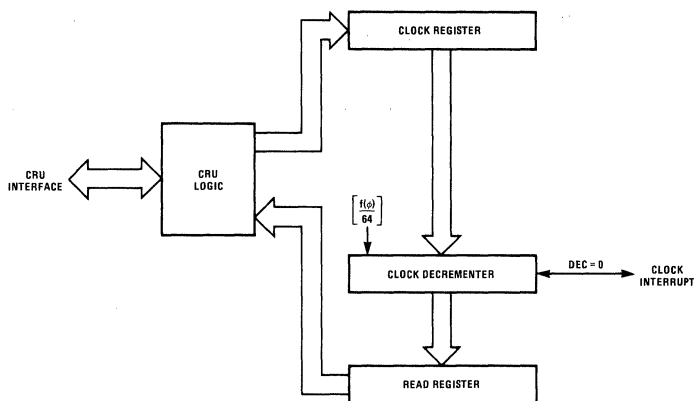 CLOCK REGISTER
CRU
INTERFACE
CRU
LOGIC
[f(φ)
64]
CLOCK DECREMENTER
DEC = 0
CLOCK
INTERRUPT
READ REGISTER